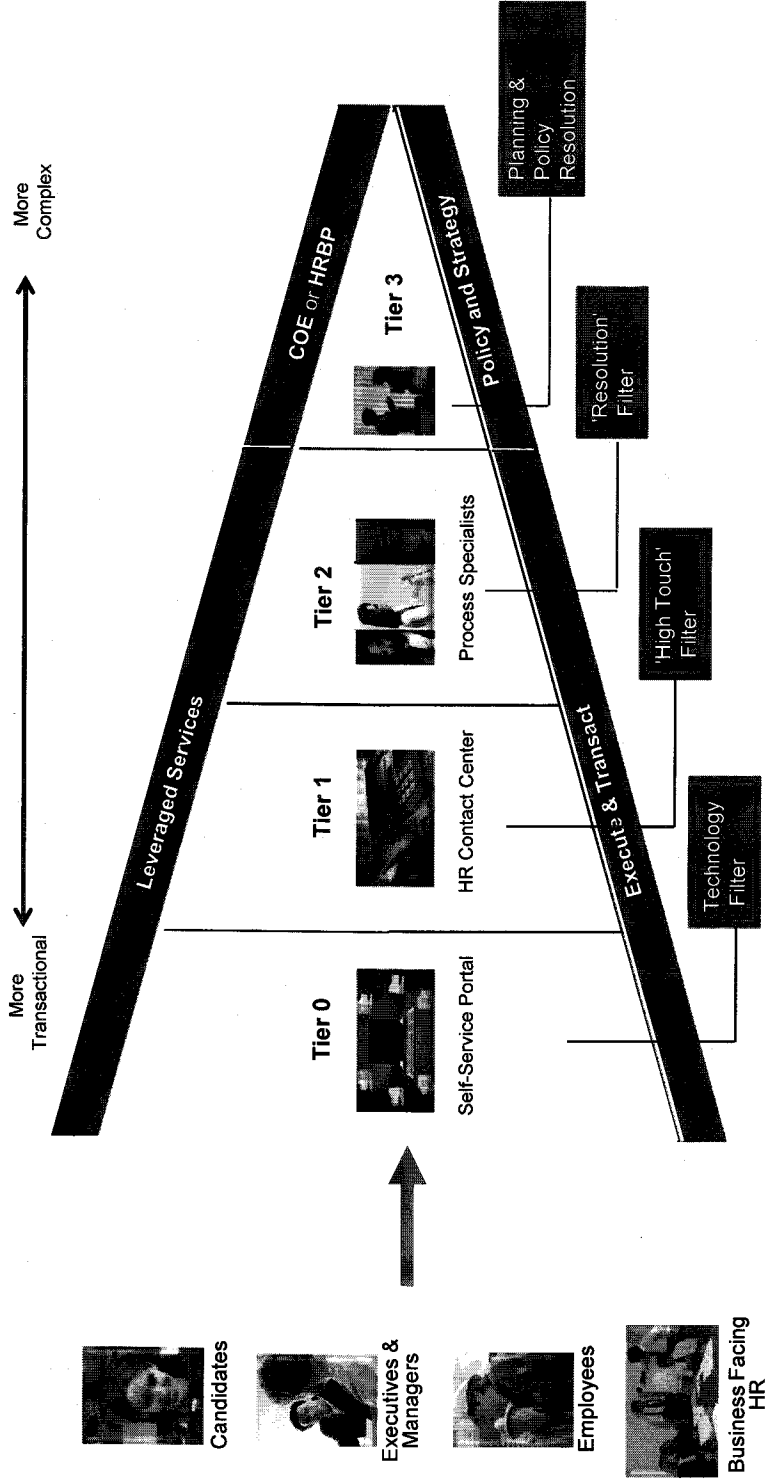 More
Transactional
More
Complex
Leveraged Services
COE or HRBP
Candidates
Executives &
Managers
Employees
Business Facing
HR
Tier 0
Self-Service Portal
Tier 1
HR Contact Center
Tier 2
Process Specialists
Tier 3
Execute & Transact
Policy and Strategy
Technology
Filter
'High Touch'
Filter
'Resolution'
Filter
Planning &
Policy
Resolution